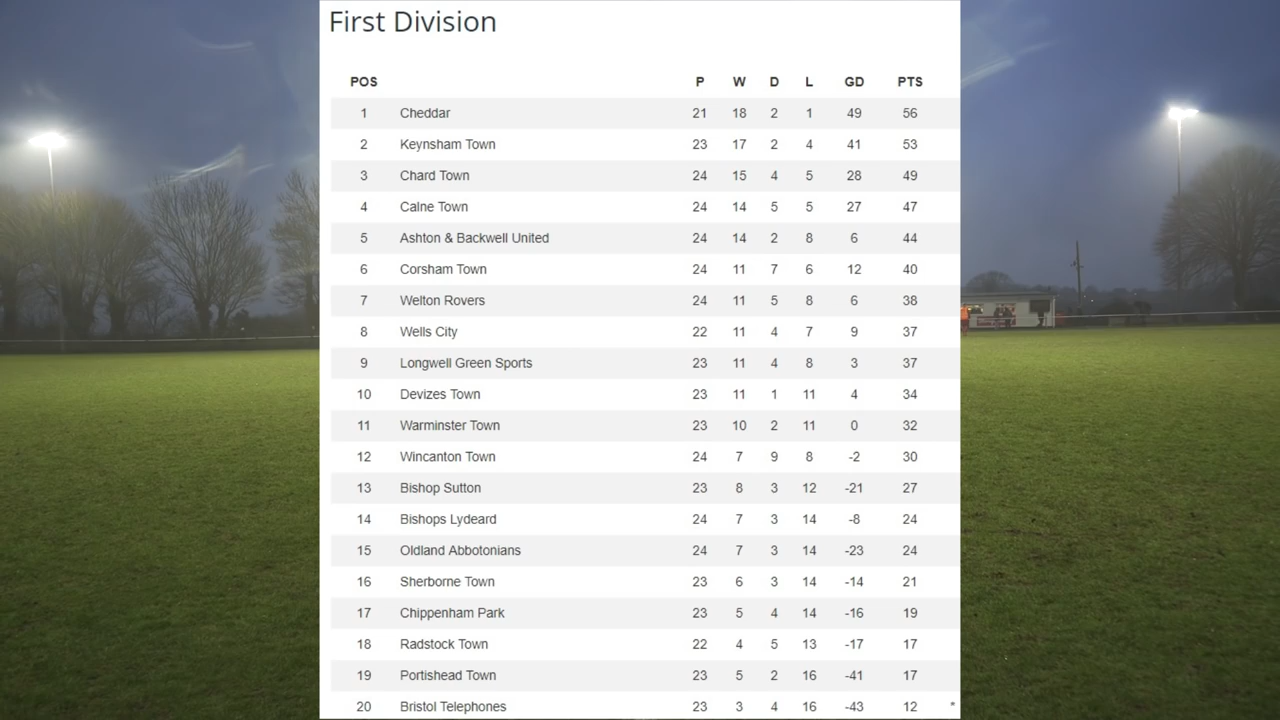 First Division
POS P W D L GD PTS
1 Cheddar 21 18 2 1 49 56
2 Keynsham Town 23 17 2 4 41 53
3 Chard Town 24 15 4 5 28 49
4 Calne Town 24 14 5 5 27 47
5 Ashton & Backwell United 24 14 2 8 6 44
6 Corsham Town 24 11 7 6 12 40
7 Welton Rovers 24 11 5 8 6 38
8 Wells City 22 11 4 7 9 37
9 Longwell Green Sports 23 11 4 8 3 37
10 Devizes Town 23 11 1 11 4 34
11 Warminster Town 23 10 2 11 0 32
12 Wincanton Town 24 7 9 8 -2 30
13 Bishop Sutton 23 8 3 12 -21 27
14 Bishops Lydeard 24 7 3 14 -8 24
15 Oldland Abbotonians 24 7 3 14 -23 24
16 Sherborne Town 23 6 3 14 -14 21
17 Chippenham Park 23 5 4 14 -16 19
18 Radstock Town 22 4 5 13 -17 17
19 Portishead Town 23 5 2 16 -41 17
20 Bristol Telephones 23 3 4 16 -43 12 *